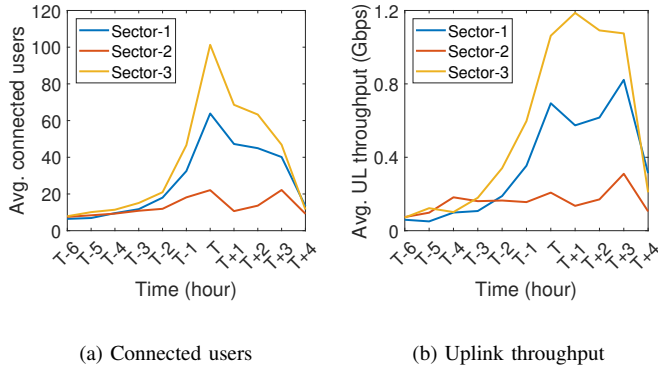 Avg. connected users
120
100
80
60
40
20
0
Sector-1
Sector-2
Sector-3
T-6
T-5
T-4
T-3
T-2
T-1
T
T+1
T+2
T+3
T+4
Time (hour)
(a) Connected users
Avg. UL throughput (Gbps)
1.2
0.8
0.4
0
Sector-1
Sector-2
Sector-3
T-6
T-5
T-4
T-3
T-2
T-1
T
T+1
T+2
T+3
T+4
Time (hour)
(b) Uplink throughput